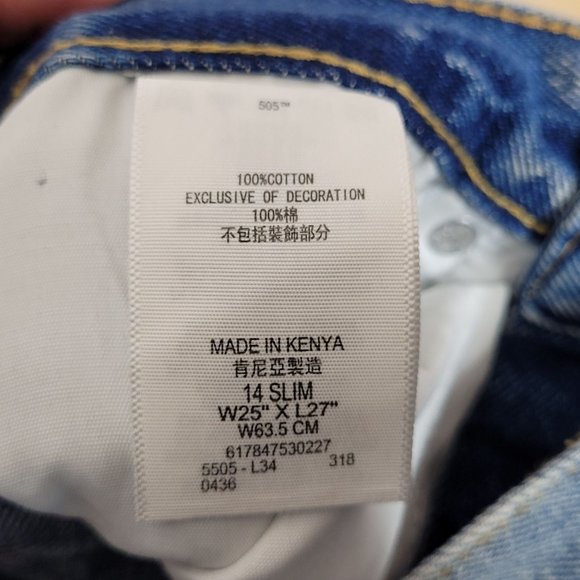 505™
100%COTTON
EXCLUSIVE OF DECORATION
100%棉
不包括裝飾部分
MADE IN KENYA
肯尼亞製造
14 SLIM
W25" X L27"
W63.5 CM
617847530227
5505 - L34 318
0436